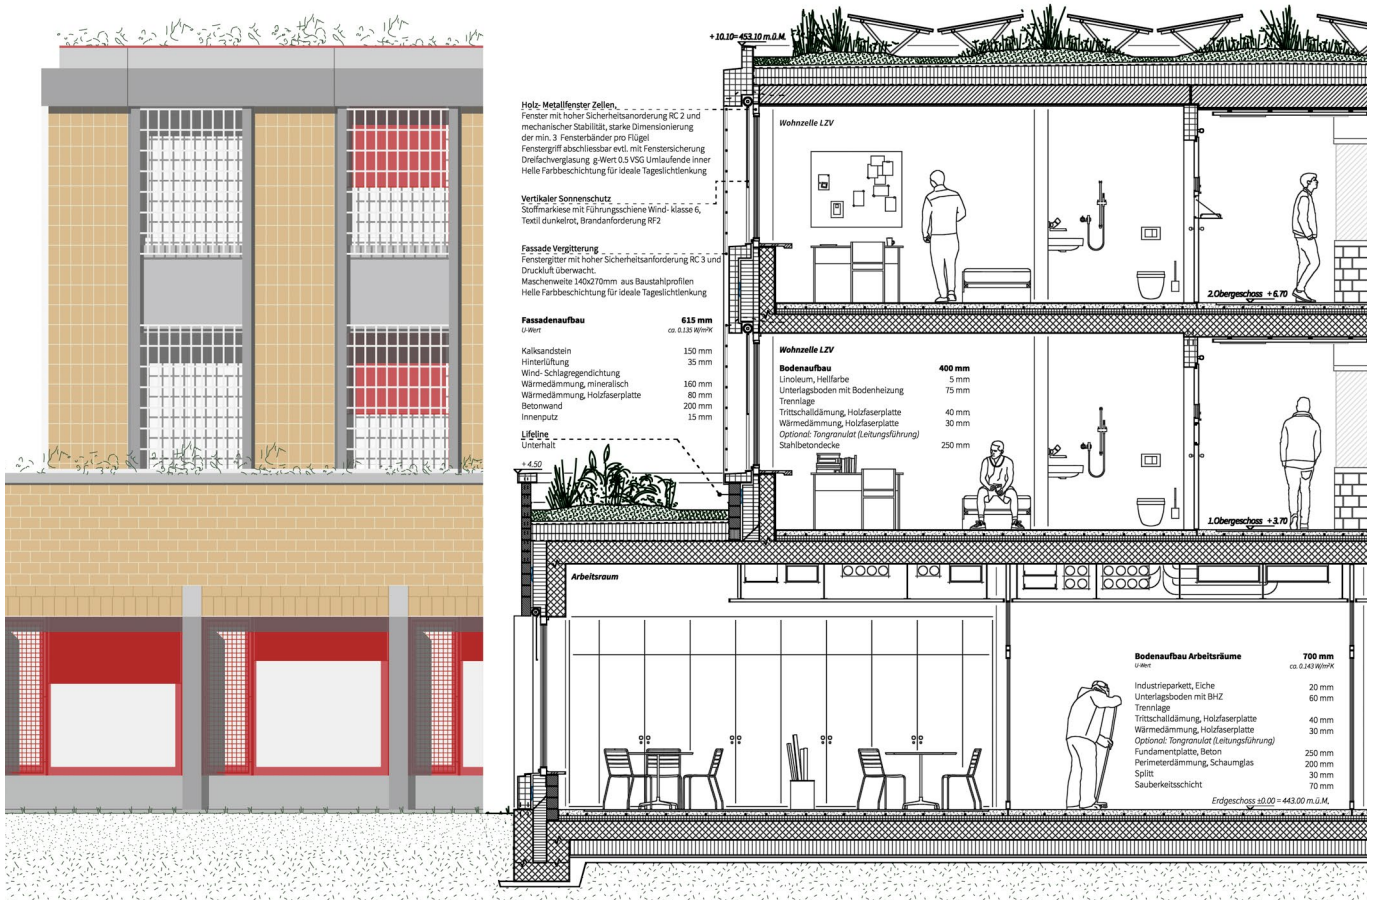 + 10.10= 453.10 m.ü.M.
Holz- Metallfenster Zellen,
Fenster mit hoher Sicherheitsanordnung RC 2 und
mechanischer Stabilität, starke Dimensionierung
der min. 3 Fensterbänder pro Flügel
Fenstergriff abschliessbar evtl. mit Fenstersicherung
Dreifachverglasung g-Wert 0.5 VSG Umlaufende inner
Helle Farbbeschichtung für ideale Tageslichtlenkung
Vertikaler Sonnenschutz
Stoffmarkiese mit Führungsschiene Wind- klasse 6,
Textil dunkelrot, Brandanforderung RF2
Fassade Vergitterung
Fenstergitter mit hoher Sicherheitsanforderung RC 3 und
Druckluft überwacht.
Maschenweite 140x270mm aus Baustahlprofilen
Helle Farbbeschichtung für ideale Tageslichtlenkung
Fassadenaufbau 615 mm
U-Wert ca. 0.135 W/m²K
Kalksandstein 150 mm
Hinterlüftung 35 mm
Wind- Schlagregendichtung
Wärmedämmung, mineralisch 160 mm
Wärmedämmung, Holzfaserplatte 80 mm
Betonwand 200 mm
Innenputz 15 mm
Lifeline
Unterhalt
+ 4.50
Wohnzelle LZV
2.Obergeschoss + 6.70
Wohnzelle LZV
Bodenaufbau 400 mm
Linoleum, Hellfarbe 5 mm
Unterlagsboden mit Bodenheizung 75 mm
Trennlage
Trittschalldämung, Holzfaserplatte 40 mm
Wärmedämmung, Holzfaserplatte 30 mm
Optional: Tongranulat (Leitungsführung)
Stahlbetondecke 250 mm
1.Obergeschoss + 3.70
Arbeitsraum
Bodenaufbau Arbeitsräume 700 mm
U-Wert ca. 0.143 W/m²K
Industrieparkett, Eiche 20 mm
Unterlagsboden mit BHZ 60 mm
Trennlage
Trittschalldämung, Holzfaserplatte 40 mm
Wärmedämmung, Holzfaserplatte 30 mm
Optional: Tongranulat (Leitungsführung)
Fundamentplatte, Beton 250 mm
Perimeterdämmung, Schaumglas 200 mm
Splitt 30 mm
Sauberkeitsschicht 70 mm
Erdgeschoss ±0.00 = 443.00 m.ü.M,